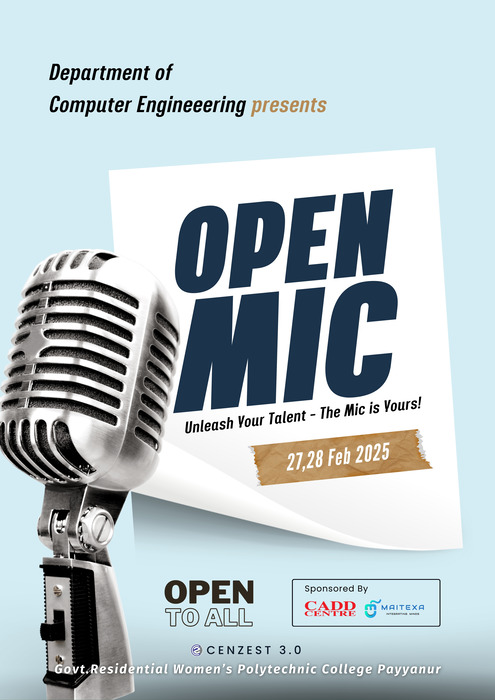 Department of
Computer Engineeering presents
OPEN
MIC
Unleash Your Talent - The Mic is Yours!
27,28 Feb 2025
OPEN
TO ALL
Sponsored By
CADD
CENTRE
MAITEXA
CENZEST 3.0
Govt.Residential Women's Polytechnic College Payyanur